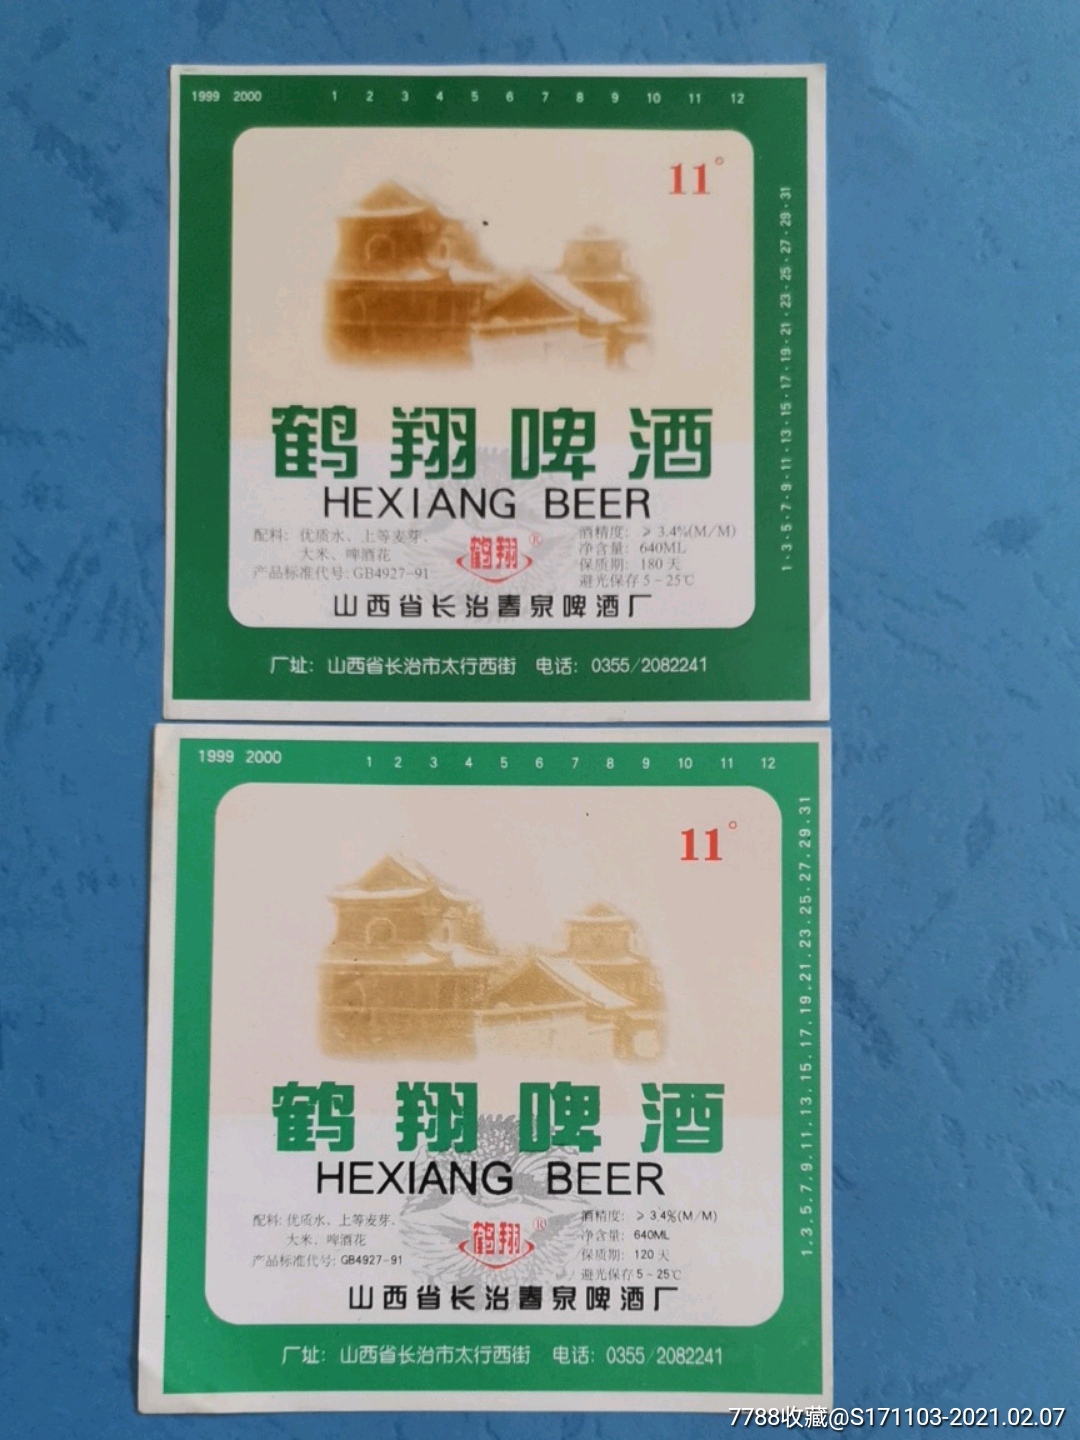 1999 2000 1 2 3 4 5 6 7 8 9 10 11 12
11°
1·3·5·7·9·11·13·15·17·19·21·23·25·27·29·31
鹤翔啤酒
HEXIANG BEER
配料: 优质水、上等麦芽、
大米、啤酒花
产品标准代号: GB4927-91
鹤翔®
酒精度: ≥3.4%(M/M)
净含量: 640ML
保质期: 180天
避光保存5~25℃
山西省长治春泉啤酒厂
厂址: 山西省长治市太行西街 电话: 0355/2082241
1999 2000 1 2 3 4 5 6 7 8 9 10 11 12
11°
1.3.5.7.9.11.13.15.17.19.21.23.25.27.29.31
鹤翔啤酒
HEXIANG BEER
配料: 优质水、上等麦芽、
大米、啤酒花
产品标准代号: GB4927-91
鹤翔®
酒精度: ≥3.4%(M/M)
净含量: 640ML
保质期: 120天
避光保存5~25℃
山西省长治春泉啤酒厂
厂址: 山西省长治市太行西街 电话: 0355/2082241
7788收藏@S171103-2021.02.07